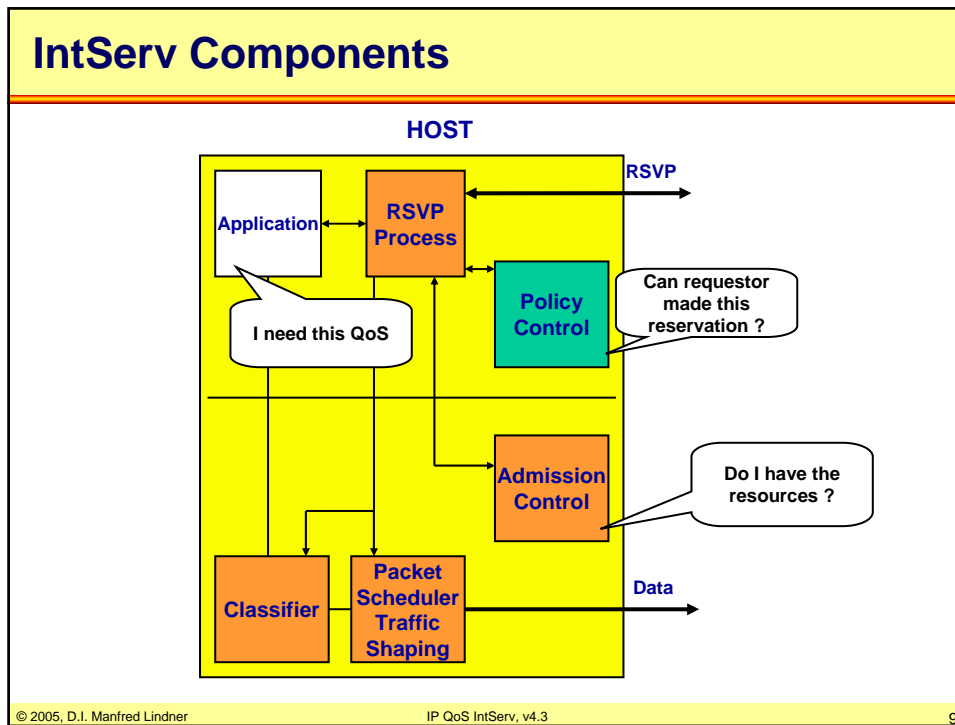 IntServ Components
HOST
RSVP
Application
RSVP
Process
Policy
Control
Can requestor
made this
reservation ?
I need this QoS
Admission
Control
Do I have the
resources ?
Classifier
Packet
Scheduler
Traffic
Shaping
Data
© 2005, D.I. Manfred Lindner
IP QoS IntServ, v4.3
9